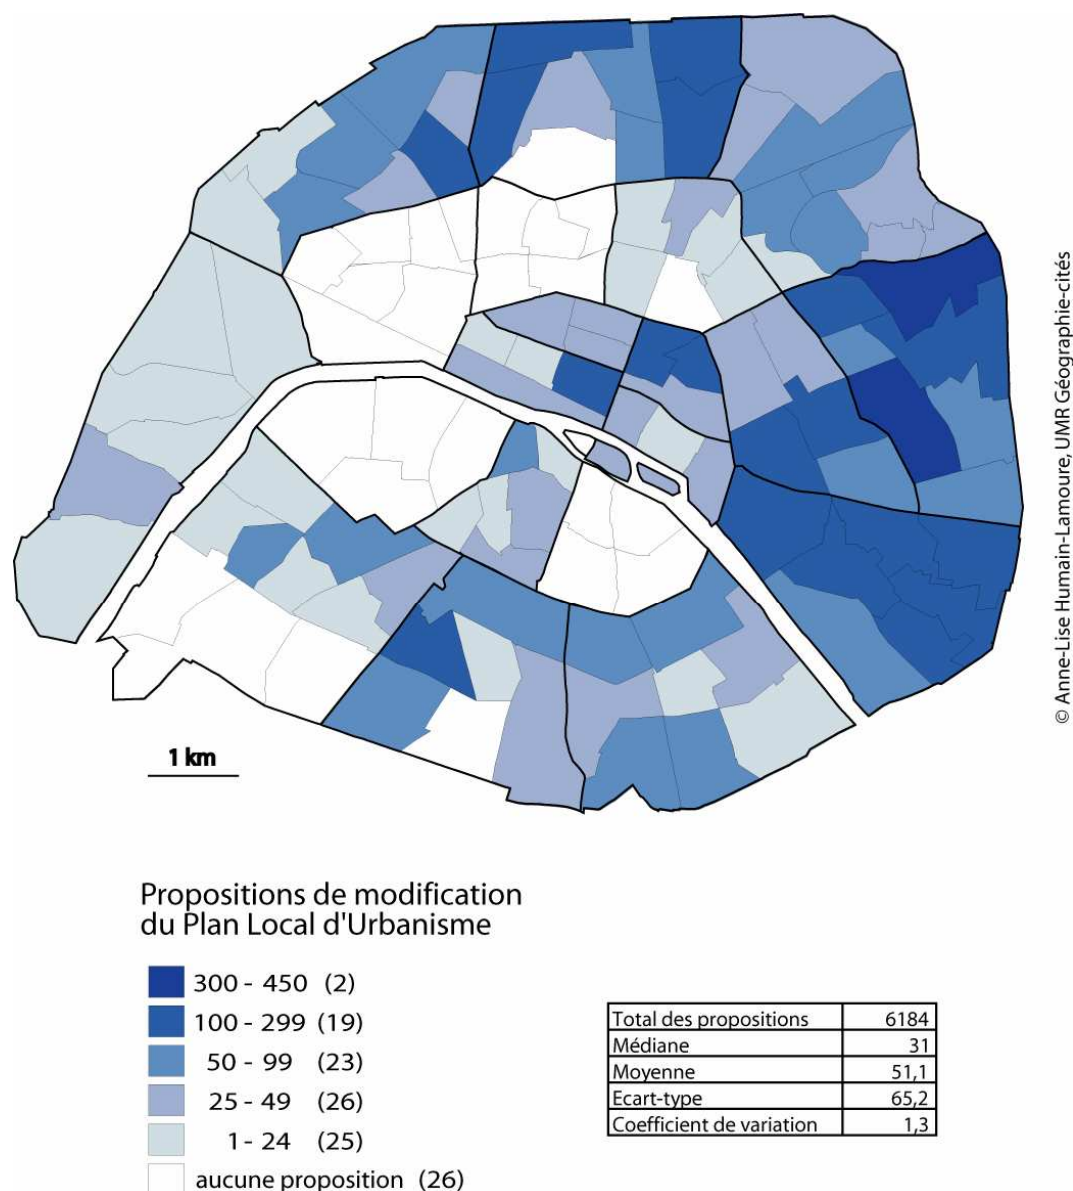 © Anne-Lise Humain-Lamoure, UMR Géographie-cités
1 km
Propositions de modification
du Plan Local d'Urbanisme
300 - 450 (2)
100 - 299 (19)
50 - 99 (23)
25 - 49 (26)
1 - 24 (25)
aucune proposition (26)
Total des propositions 6184
Médiane 31
Moyenne 51,1
Ecart-type 65,2
Coefficient de variation 1,3